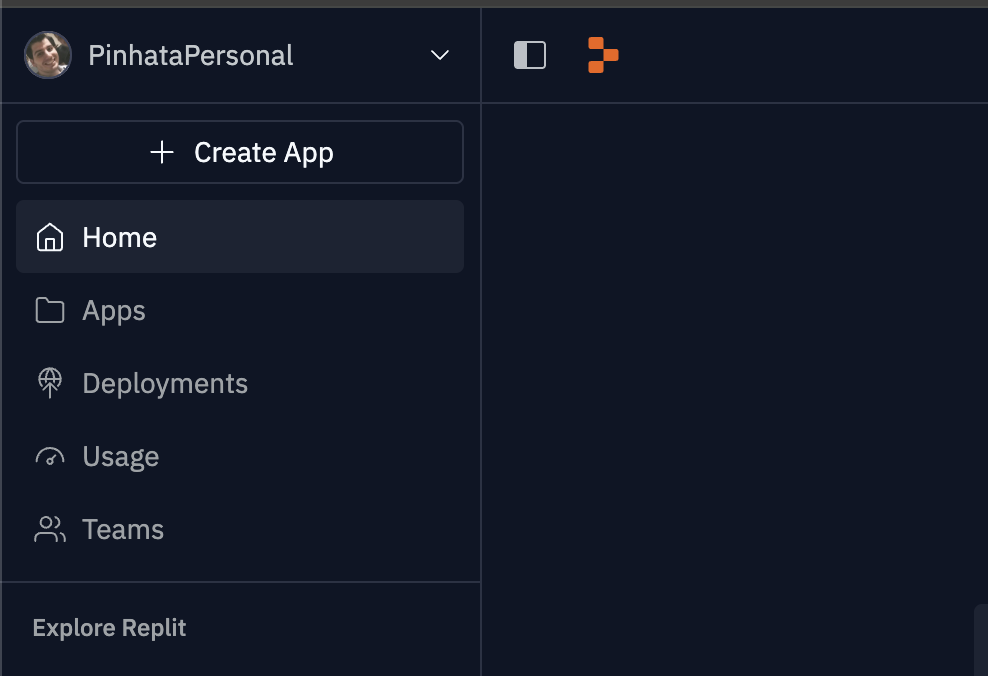 PinhataPersonal
Create App
Home
Apps
Deployments
Usage
Teams
Explore Replit